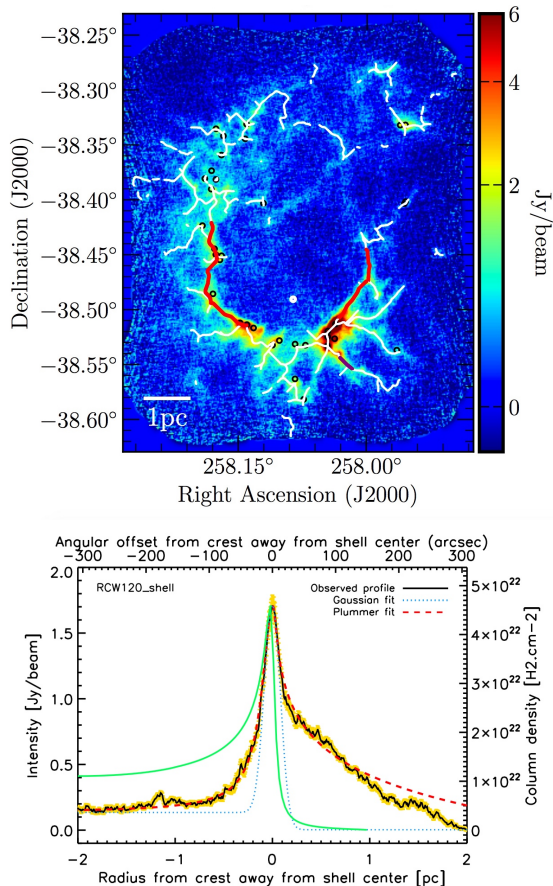 6
−38.25°
−38.30°
4
−38.35°
−38.40°
2
−38.45°
−38.50°
−38.55°
0
−38.60°
1pc
258.15° 258.00°
Declination (J2000)
Jy/beam
Right Ascension (J2000)
Angular offset from crest away from shell center (arcsec)
−300 −200 −100 0 100 200 300
2.0
RCW120_shell
Observed profile
Gaussian fit
Plummer fit
5×10²²
1.5
4×10²²
3×10²²
1.0
2×10²²
0.5
1×10²²
0.0
0
Intensity [Jy/beam]
Column density [H2.cm−2]
−2 −1 0 1 2
Radius from crest away from shell center [pc]